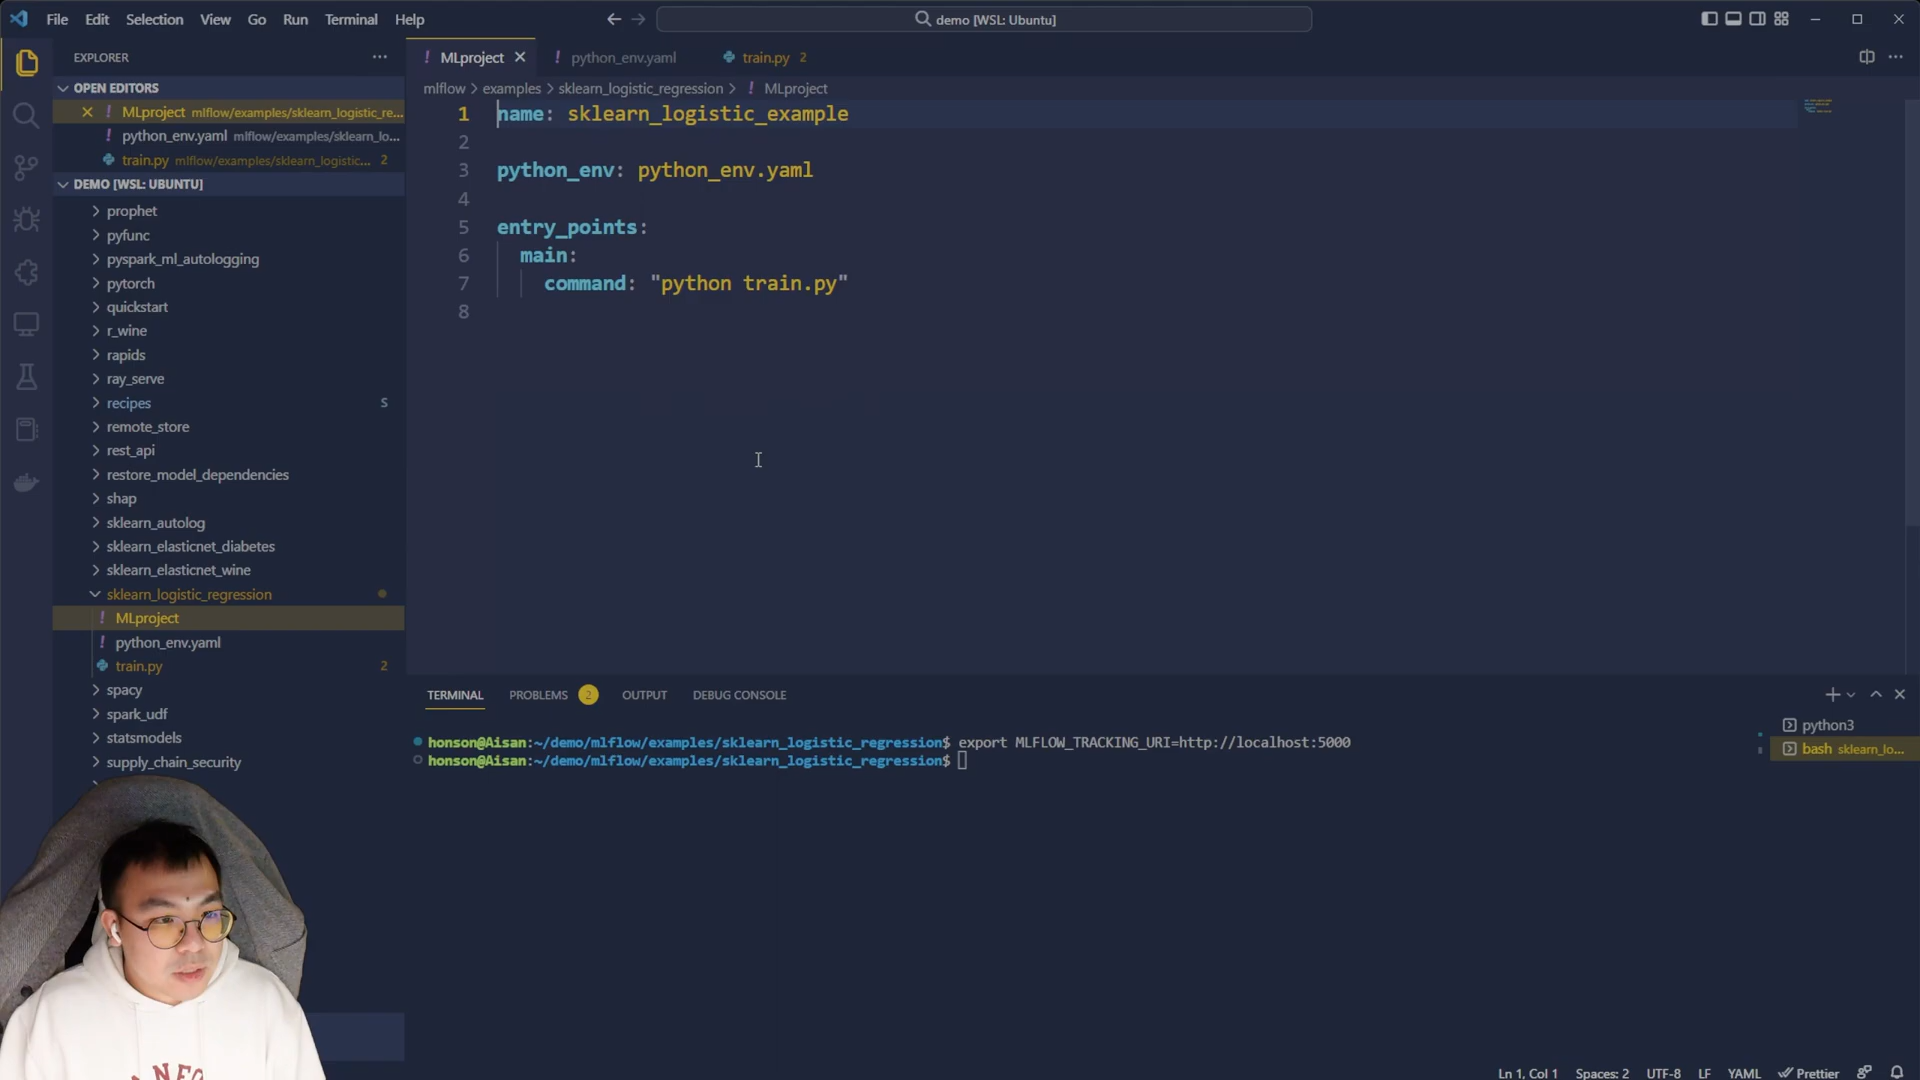 File Edit Selection View Go Run Terminal Help
demo [WSL: Ubuntu]
EXPLORER
OPEN EDITORS
MLproject mlflow/examples/sklearn_logistic_re...
python_env.yaml mlflow/examples/sklearn_lo...
train.py mlflow/examples/sklearn_logistic... 2
DEMO [WSL: UBUNTU]
prophet
pyfunc
pyspark_ml_autologging
pytorch
quickstart
r_wine
rapids
ray_serve
recipes S
remote_store
rest_api
restore_model_dependencies
shap
sklearn_autolog
sklearn_elasticnet_diabetes
sklearn_elasticnet_wine
sklearn_logistic_regression
! MLproject
! python_env.yaml
train.py 2
spacy
spark_udf
statsmodels
supply_chain_security
! MLproject ! python_env.yaml train.py 2
mlflow > examples > sklearn_logistic_regression > ! MLproject
1 name: sklearn_logistic_example
2
3 python_env: python_env.yaml
4
5 entry_points:
6 main:
7 command: "python train.py"
8
TERMINAL PROBLEMS 2 OUTPUT DEBUG CONSOLE
honson@Aisan:~/demo/mlflow/examples/sklearn_logistic_regression$ export MLFLOW_TRACKING_URI=http://localhost:5000
honson@Aisan:~/demo/mlflow/examples/sklearn_logistic_regression$
python3
bash sklearn_lo...
Ln 1, Col 1 Spaces: 2 UTF-8 LF YAML Prettier